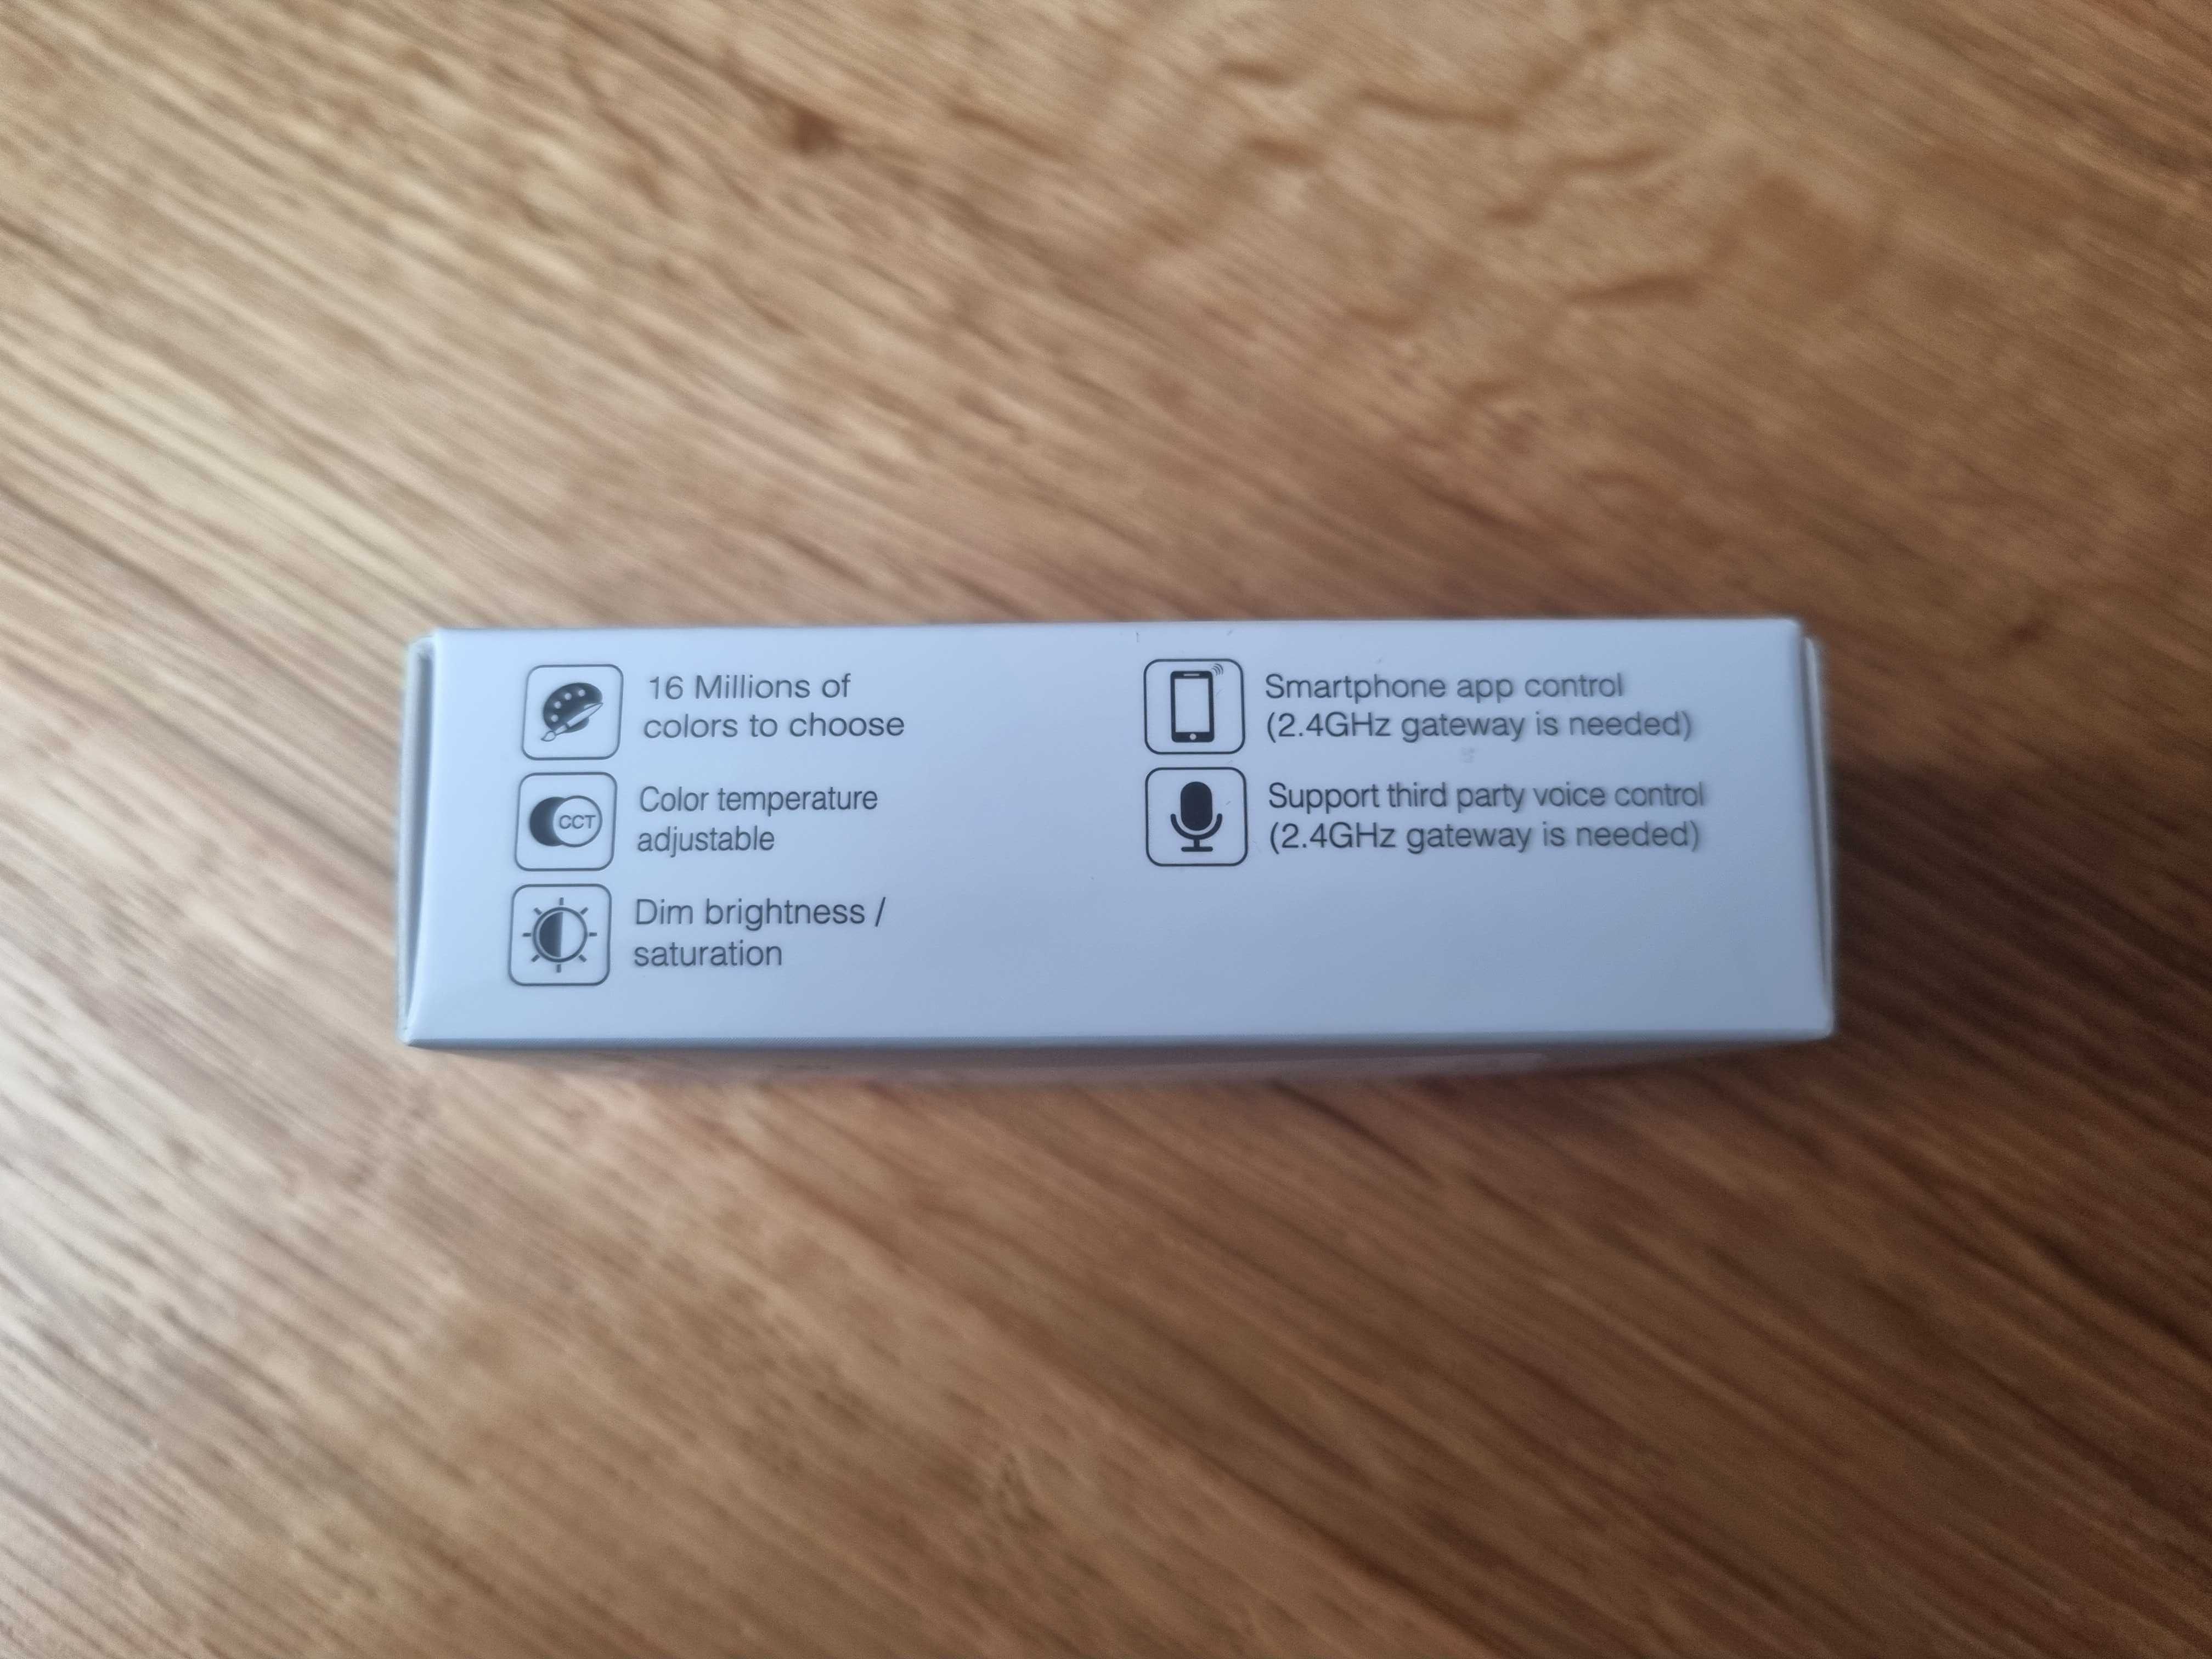 16 Millions of
colors to choose
CCT
Color temperature
adjustable
Dim brightness /
saturation
Smartphone app control
(2.4GHz gateway is needed)
Support third party voice control
(2.4GHz gateway is needed)